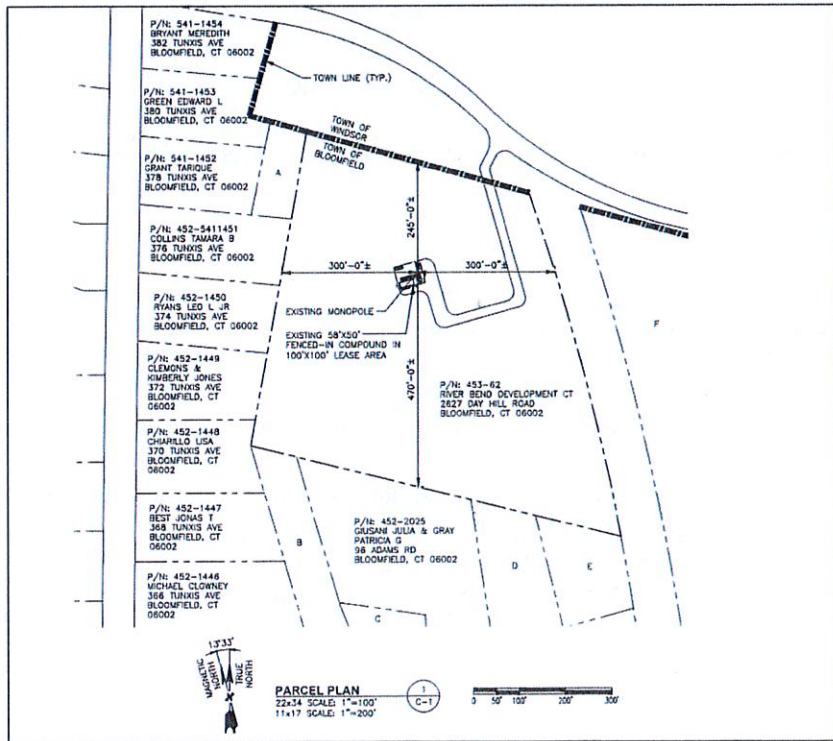 P/N: 541-1454
BRYANT MEREDITH
382 TUNXIS AVE
BLOOMFIELD, CT 06002
P/N: 541-1453
GREEN EDWARD L
380 TUNXIS AVE
BLOOMFIELD, CT 06002
P/N: 541-1452
GRANT TARIQUE
378 TUNXIS AVE
BLOOMFIELD, CT 06002
P/N: 452-5411451
COLLINS TAMARA B
376 TUNXIS AVE
BLOOMFIELD, CT 06002
P/N: 452-1450
RYANS LEO L JR
374 TUNXIS AVE
BLOOMFIELD, CT 06002
P/N: 452-1449
CLEMONS &
KIMBERLY JONES
372 TUNXIS AVE
BLOOMFIELD, CT
06002
P/N: 452-1448
CHIARILLO LISA
370 TUNXIS AVE
BLOOMFIELD, CT
06002
P/N: 452-1447
BEST JONAS T
368 TUNXIS AVE
BLOOMFIELD, CT
06002
P/N: 452-1446
MICHAEL CLOWNEY
366 TUNXIS AVE
BLOOMFIELD, CT
06002
TOWN LINE (TYP.)
TOWN OF
WINDSOR
TOWN OF
BLOOMFIELD
A
245'-0"±
300'-0"±
300'-0"±
EXISTING MONOPOLE
EXISTING 58'X50'
FENCED-IN COMPOUND IN
100'X100' LEASE AREA
470'-0"±
F
P/N: 453-62
RIVER BEND DEVELOPMENT CT
2627 DAY HILL ROAD
BLOOMFIELD, CT 06002
P/N: 452-2025
GIUSANI JULIA & GRAY
PATRICIA G
96 ADAMS RD
BLOOMFIELD, CT 06002
B
C
D
E
13°33'
MAGNETIC
NORTH
TRUE
NORTH
PARCEL PLAN
22x34 SCALE: 1"=100'
11x17 SCALE: 1"=200'
1
C-1
0 50' 100' 200' 300'